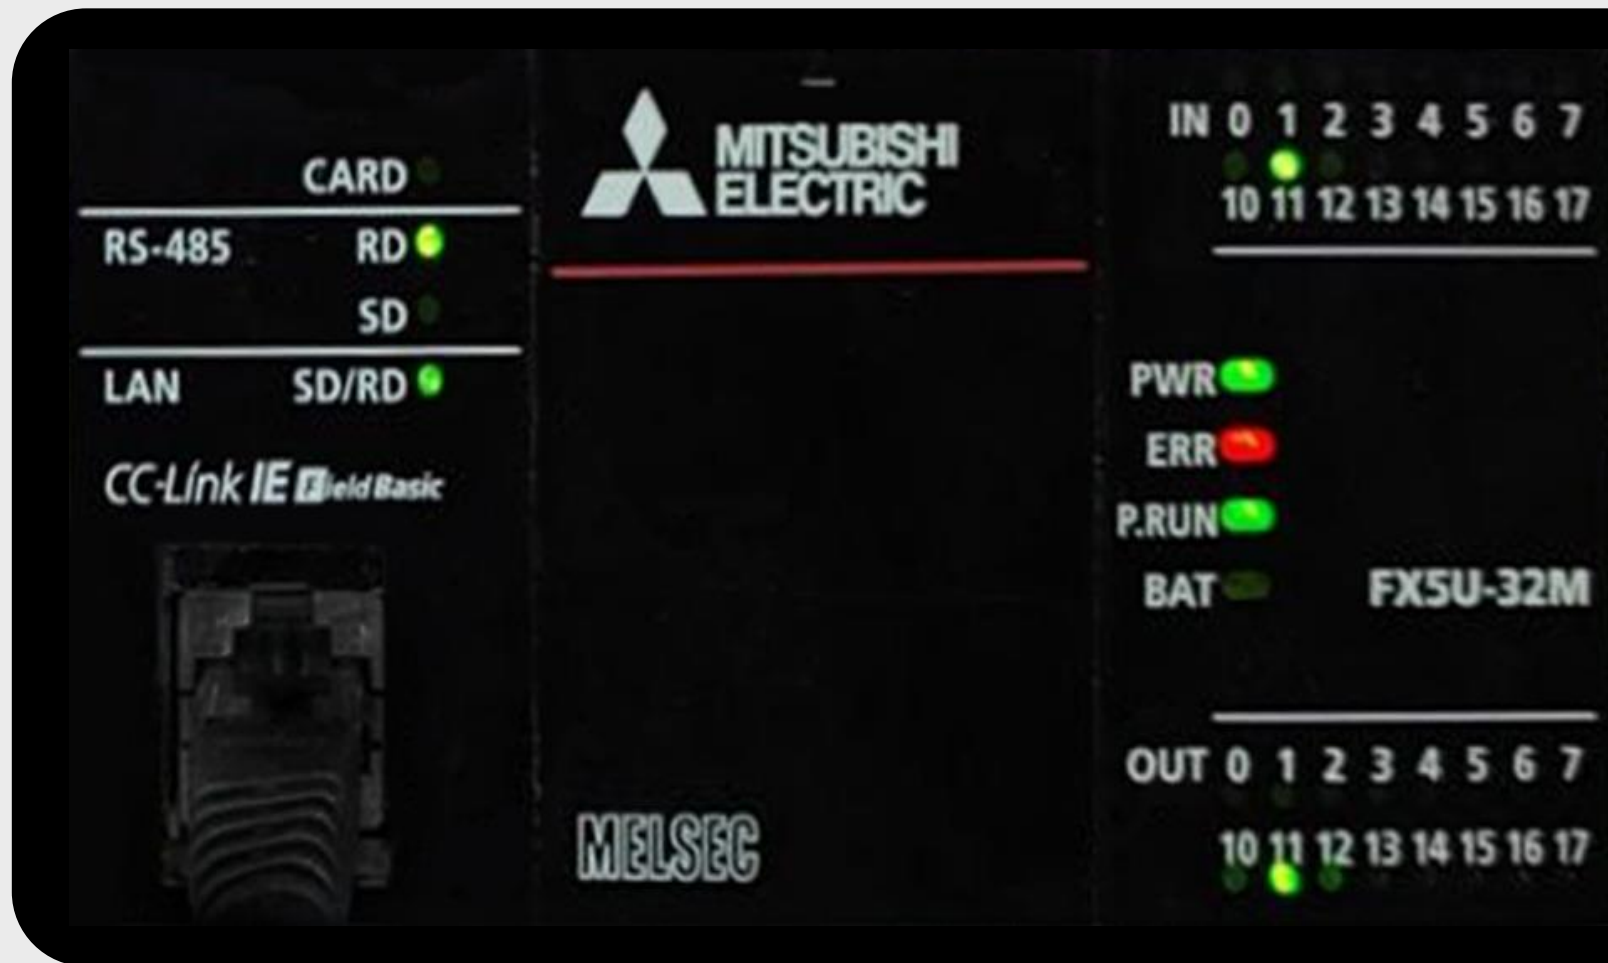 CARD
RS-485 RD
SD
LAN SD/RD
CC-Link IE Field Basic
MITSUBISHI
ELECTRIC
MELSEC
IN 0 1 2 3 4 5 6 7
10 11 12 13 14 15 16 17
PWR
ERR
P.RUN
BAT
FX5U-32M
OUT 0 1 2 3 4 5 6 7
10 11 12 13 14 15 16 17